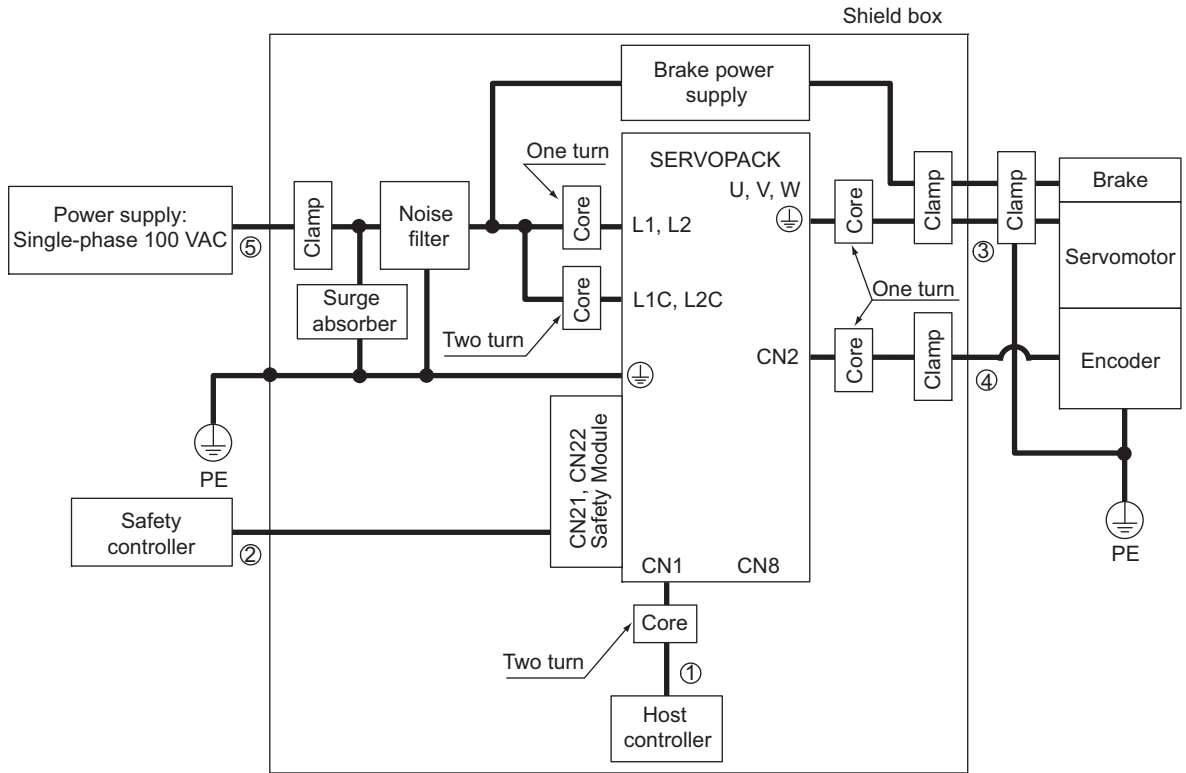 Shield box
Brake power
supply
One turn
SERVOPACK
U, V, W
Power supply:
Single-phase 100 VAC
⑤
Clamp
Noise
filter
Core
L1, L2
Core
Clamp
Clamp
Brake
③
Servomotor
Surge
absorber
Two turn
Core
L1C, L2C
One turn
CN2
Core
Clamp
④
Encoder
PE
CN21, CN22
Safety Module
Safety
controller
②
PE
CN1
CN8
Core
Two turn
①
Host
controller